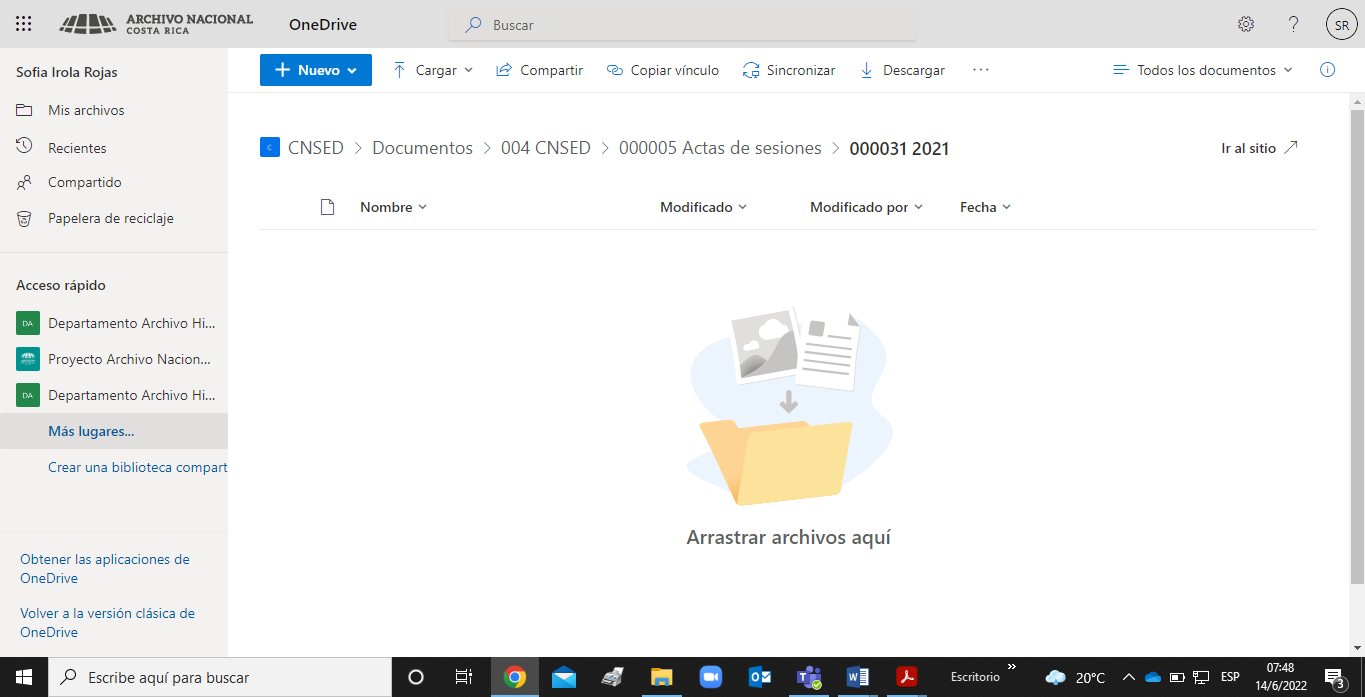 ARCHIVO NACIONAL
COSTA RICA
OneDrive
Buscar
?
SR
Sofia Irola Rojas
Mis archivos
Recientes
Compartido
Papelera de reciclaje
Acceso rápido
DA Departamento Archivo Hi...
Proyecto Archivo Nacion...
DA Departamento Archivo Hi...
Más lugares...
Crear una biblioteca compart
Obtener las aplicaciones de
OneDrive
Volver a la versión clásica de
OneDrive
+ Nuevo
Cargar
Compartir
Copiar vínculo
Sincronizar
Descargar
...
Todos los documentos
C CNSED > Documentos > 004 CNSED > 000005 Actas de sesiones > 000031 2021
Ir al sitio
Nombre
Modificado
Modificado por
Fecha
Arrastrar archivos aquí
Escribe aquí para buscar
Escritorio
»
20°C
ESP
07:48
14/6/2022
3